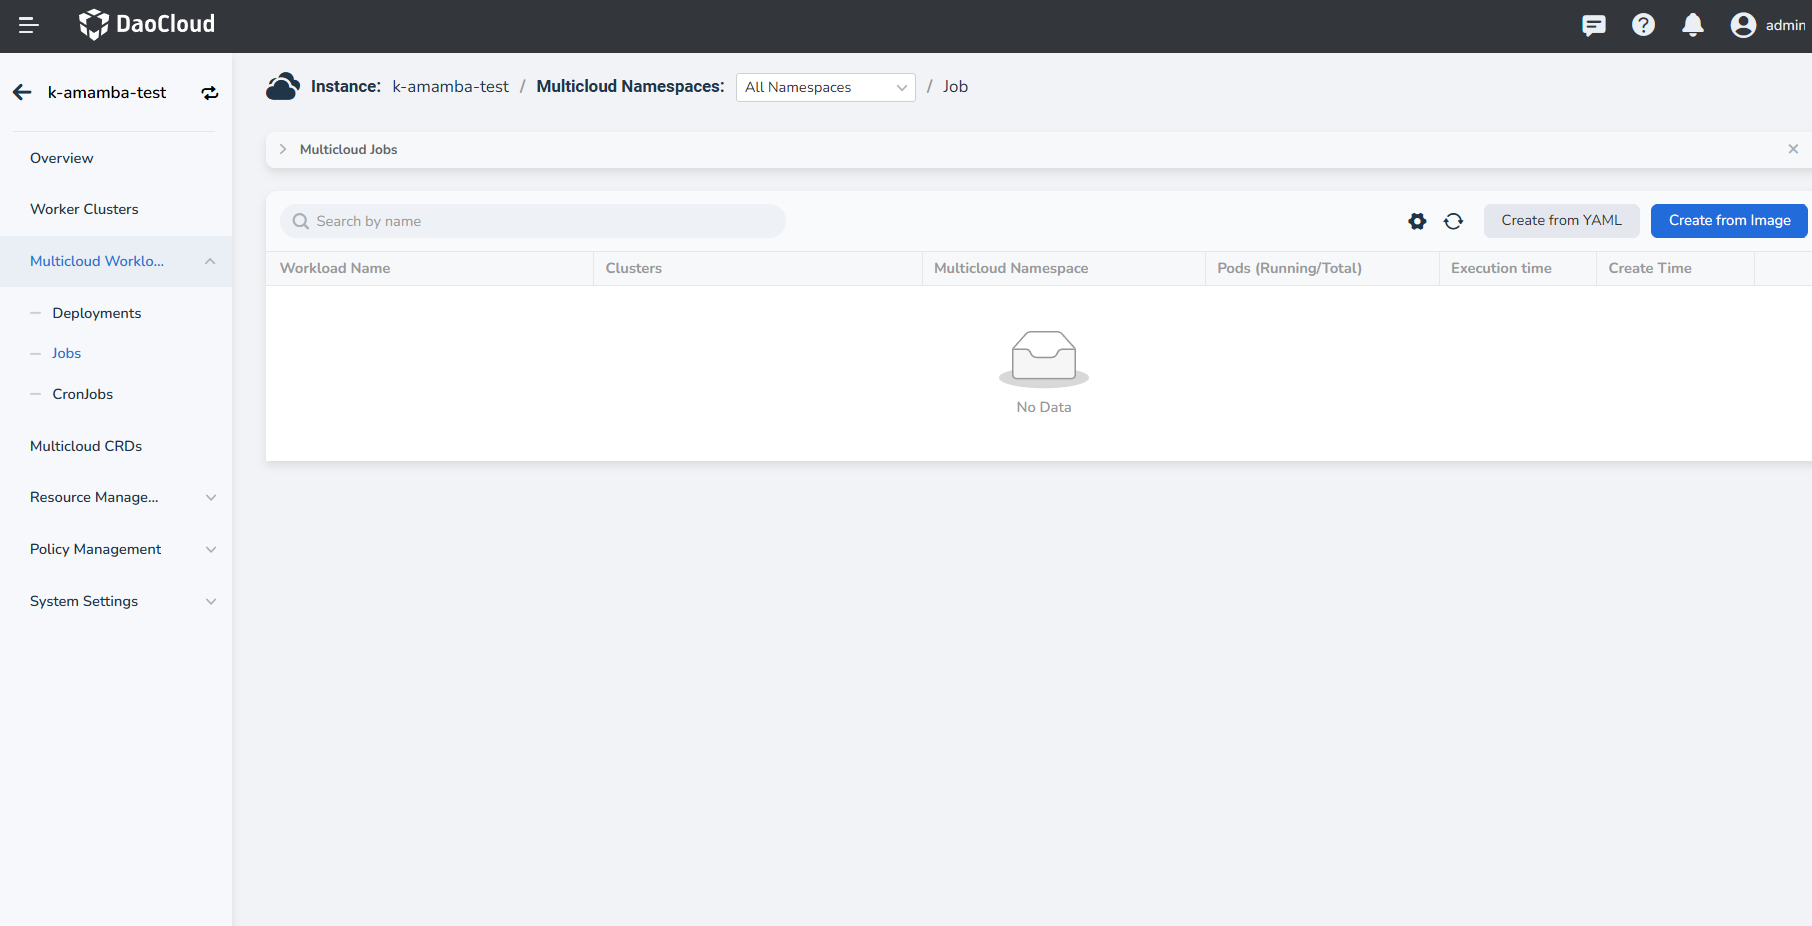 DaoCloud
admin
k-amamba-test
Instance: k-amamba-test / Multicloud Namespaces: All Namespaces / Job
Overview
Worker Clusters
Multicloud Worklo...
Deployments
Jobs
CronJobs
Multicloud CRDs
Resource Manage...
Policy Management
System Settings
Multicloud Jobs
Search by name
Create from YAML
Create from Image
Workload Name Clusters Multicloud Namespace Pods (Running/Total) Execution time Create Time
No Data